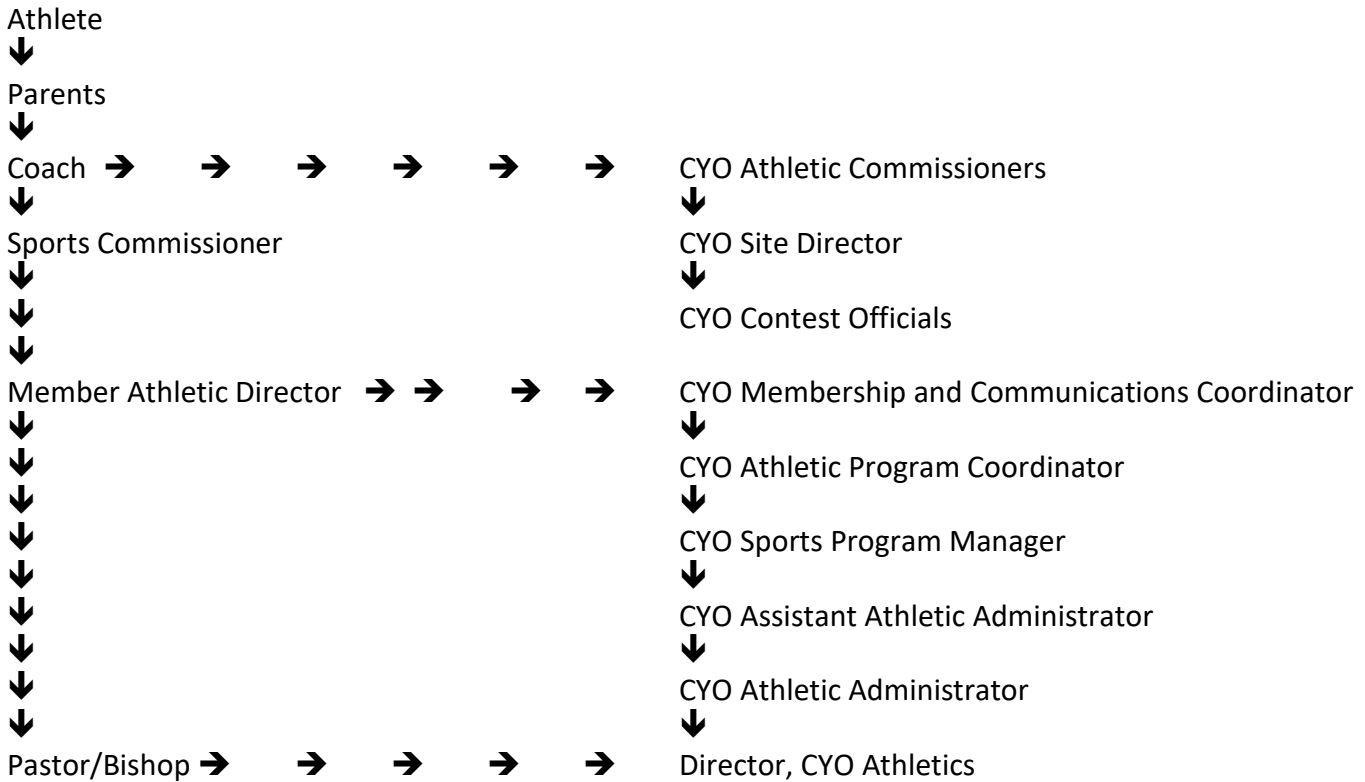 Athlete
🡻
Parents
🡻
Coach 🡺 🡺 🡺 🡺 🡺 🡺 CYO Athletic Commissioners
🡻 🡻
Sports Commissioner CYO Site Director
🡻 🡻
🡻 CYO Contest Officials
🡻
Member Athletic Director 🡺 🡺 🡺 🡺 CYO Membership and Communications Coordinator
🡻 🡻
🡻 CYO Athletic Program Coordinator
🡻 🡻
🡻 CYO Sports Program Manager
🡻 🡻
🡻 CYO Assistant Athletic Administrator
🡻 🡻
🡻 CYO Athletic Administrator
🡻 🡻
Pastor/Bishop 🡺 🡺 🡺 🡺 🡺 Director, CYO Athletics